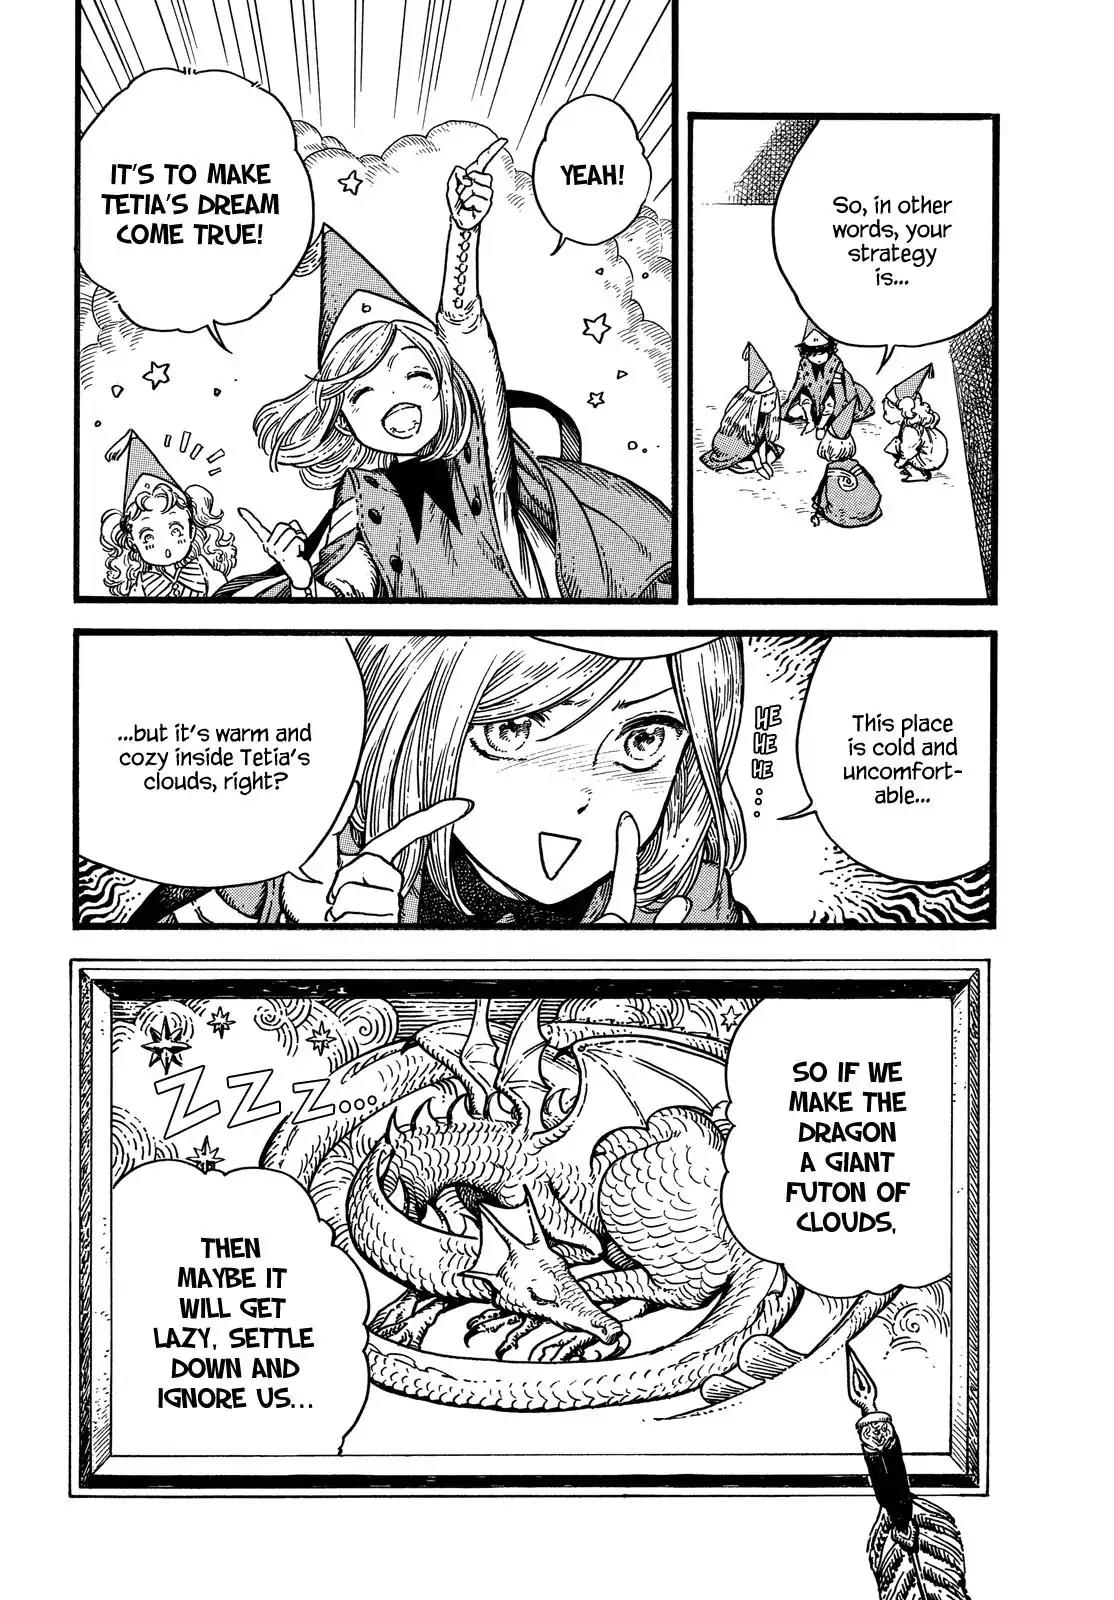 So, in other
words, your
strategy
is...
YEAH!
IT'S TO MAKE
TETIA'S DREAM
COME TRUE!
This place
is cold and
uncomfort-
able...
HE
HE
HE
...
...but it's warm and
cozy inside Tetia's
clouds, right?
SO IF WE
MAKE THE
DRAGON
A GIANT
FUTON OF
CLOUDS,
ZZZ...
THEN
MAYBE IT
WILL GET
LAZY, SETTLE
DOWN AND
IGNORE US...